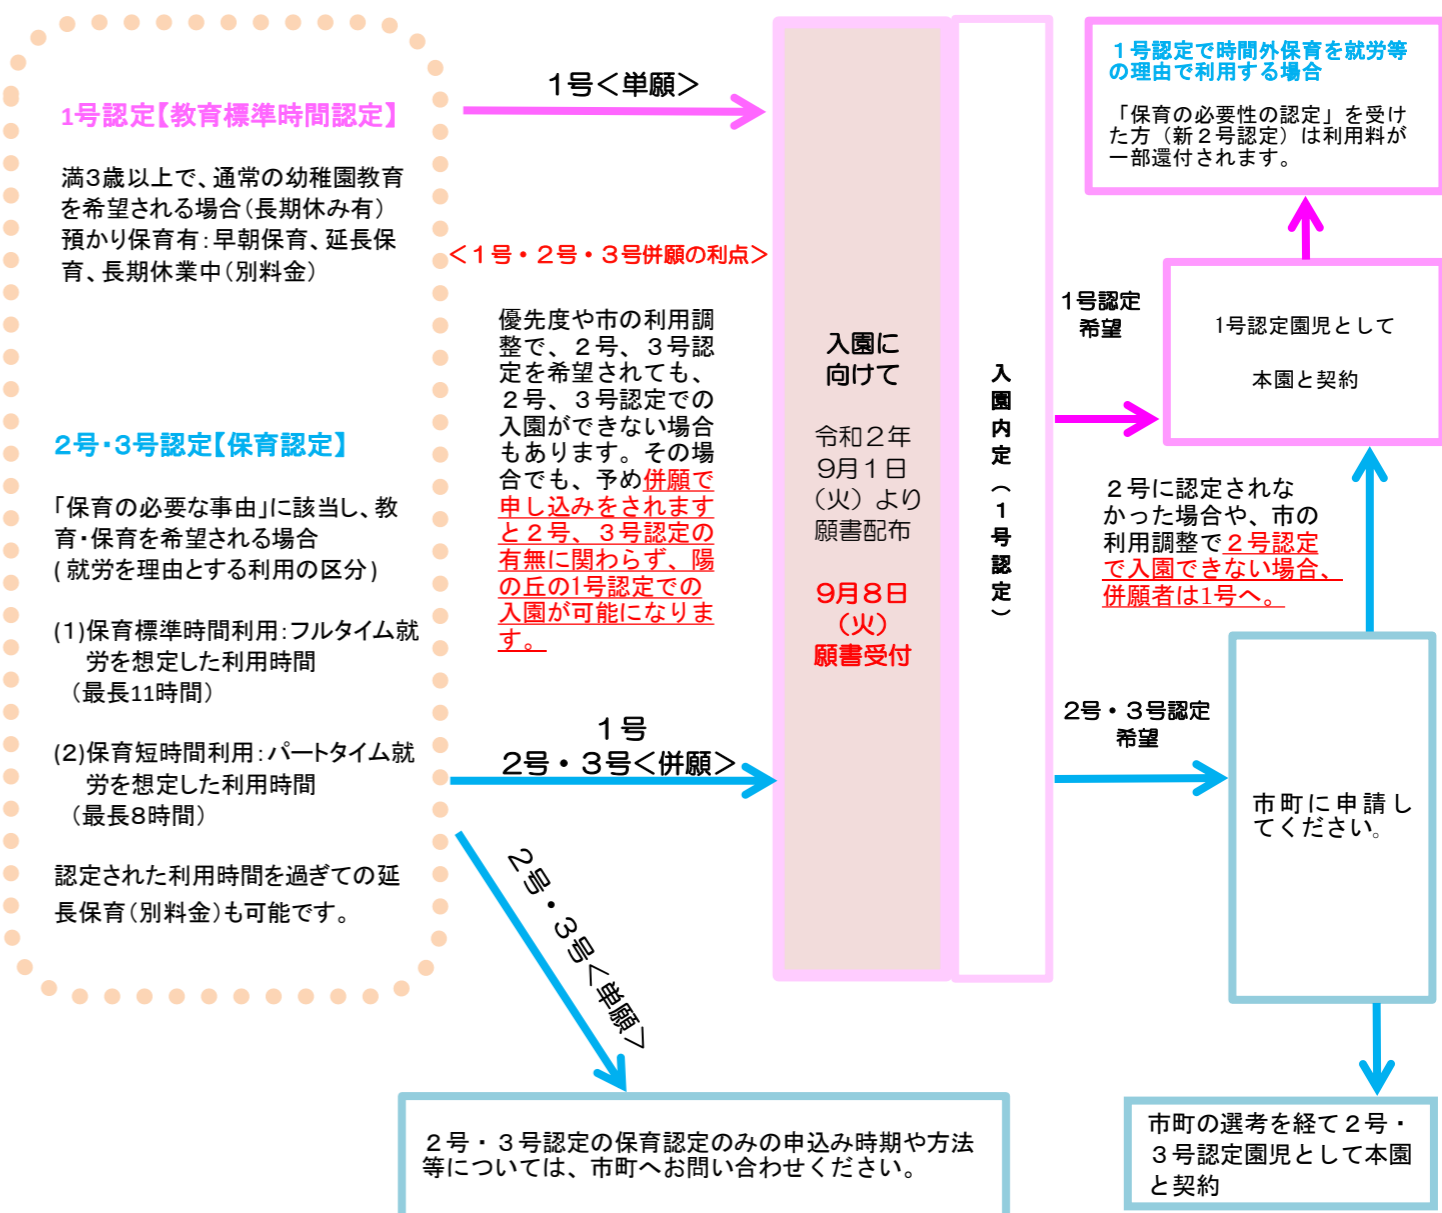 1号認定【教育標準時間認定】
満3歳以上で、通常の幼稚園教育
を希望される場合(長期休み有)
預かり保育有:早朝保育、延長保
育、長期休業中(別料金)
2号・3号認定【保育認定】
「保育の必要な事由」に該当し、教
育・保育を希望される場合
(就労を理由とする利用の区分)
(1)保育標準時間利用:フルタイム就
労を想定した利用時間
(最長11時間)
(2)保育短時間利用:パートタイム就
労を想定した利用時間
(最長8時間)
認定された利用時間を過ぎての延
長保育(別料金)も可能です。
1号<単願>
<1号・2号・3号併願の利点>
優先度や市の利用調
整で、2号、3号認
定を希望されても、
2号、3号認定での
入園ができない場合
もあります。その場
合でも、予め併願で
申し込みをされます
と2号、3号認定の
有無に関わらず、陽
の丘の1号認定での
入園が可能になりま
す。
1号
2号・3号<併願>
2号・3号<単願>
入園に
向けて
令和2年
9月1日
(火)より
願書配布
9月8日
(火)
願書受付
入園内定(1号認定)
1号認定
希望
2号・3号認定
希望
1号認定で時間外保育を就労等
の理由で利用する場合
「保育の必要性の認定」を受け
た方(新2号認定)は利用料が
一部還付されます。
1号認定園児として
本園と契約
2号に認定されな
かった場合や、市の
利用調整で2号認定
で入園できない場合、
併願者は1号へ。
市町に申請し
てください。
市町の選考を経て2号・
3号認定園児として本園
と契約
2号・3号認定の保育認定のみの申込み時期や方法
等については、市町へお問い合わせください。